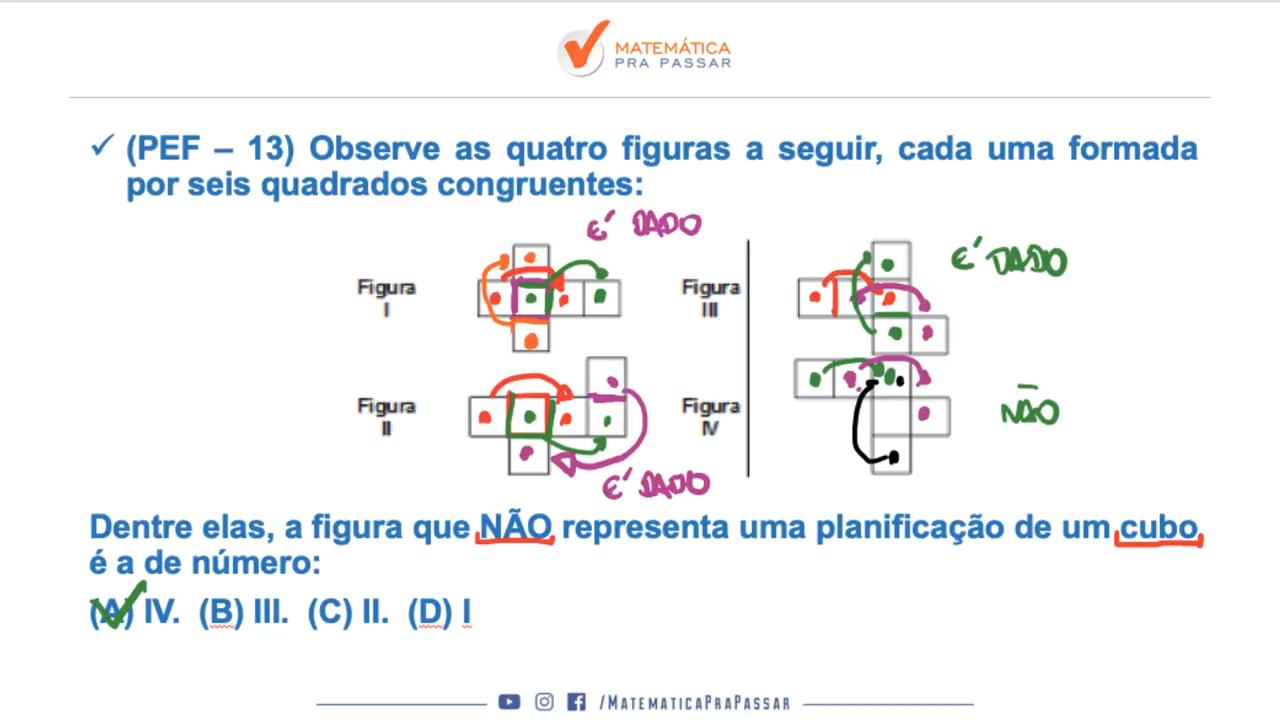 MATEMÁTICA
PRA PASSAR
✓ (PEF – 13) Observe as quatro figuras a seguir, cada uma formada
por seis quadrados congruentes:
É DADO
Figura
I
Figura
III
É DADO
Figura
II
Figura
IV
NÃO
É DADO
Dentre elas, a figura que NÃO representa uma planificação de um cubo
é a de número:
(A) IV. (B) III. (C) II. (D) I
/MATEMATICAPRAPASSAR